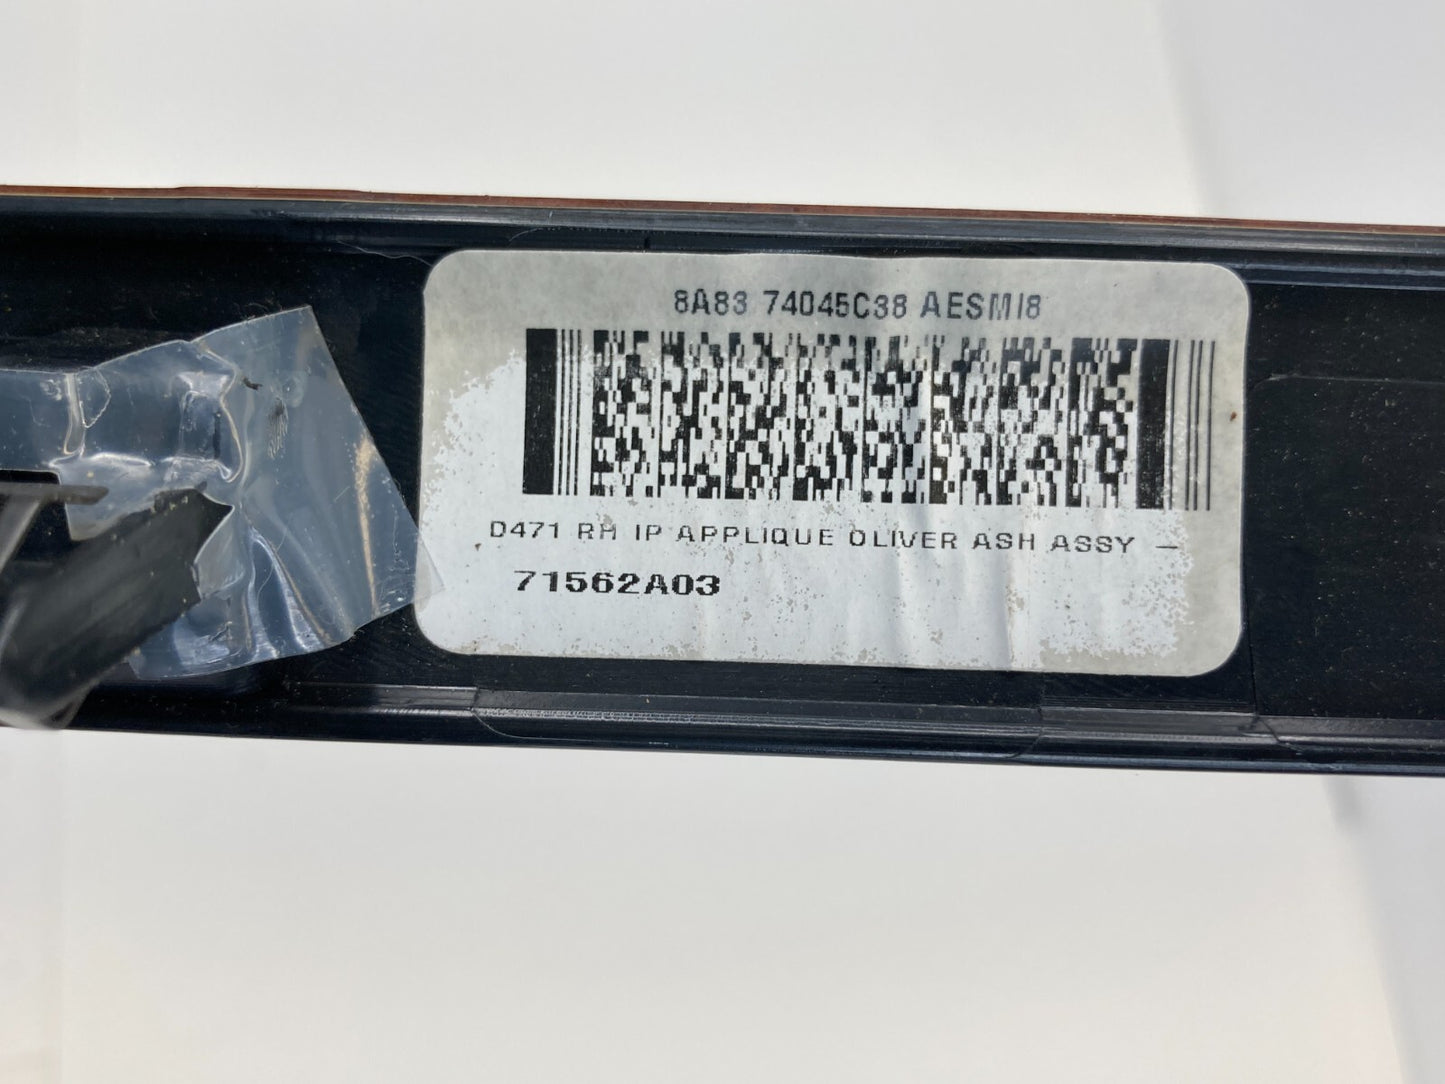 8A83 74045C38 AESMI8
D471 RH IP APPLIQUE OLIVER ASH ASSY –
71562A03